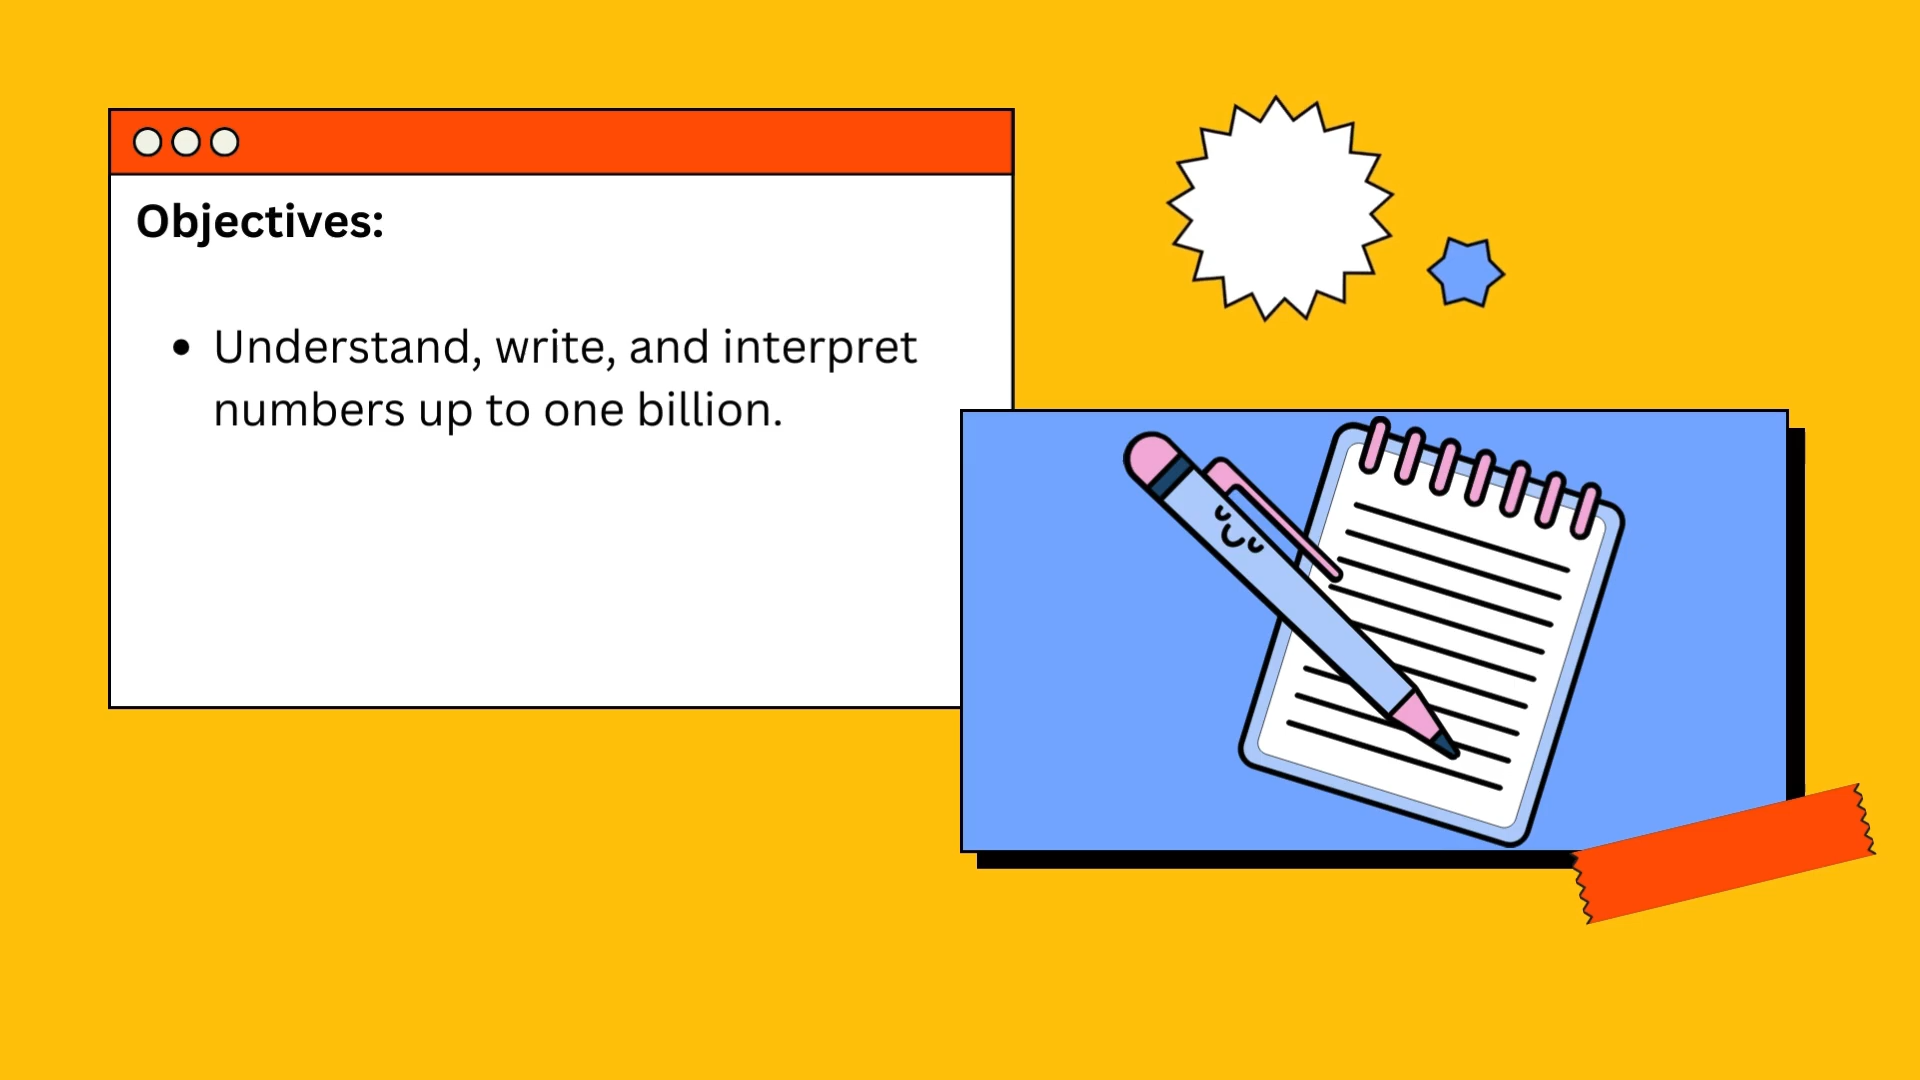 Objectives:
• Understand, write, and interpret
numbers up to one billion.